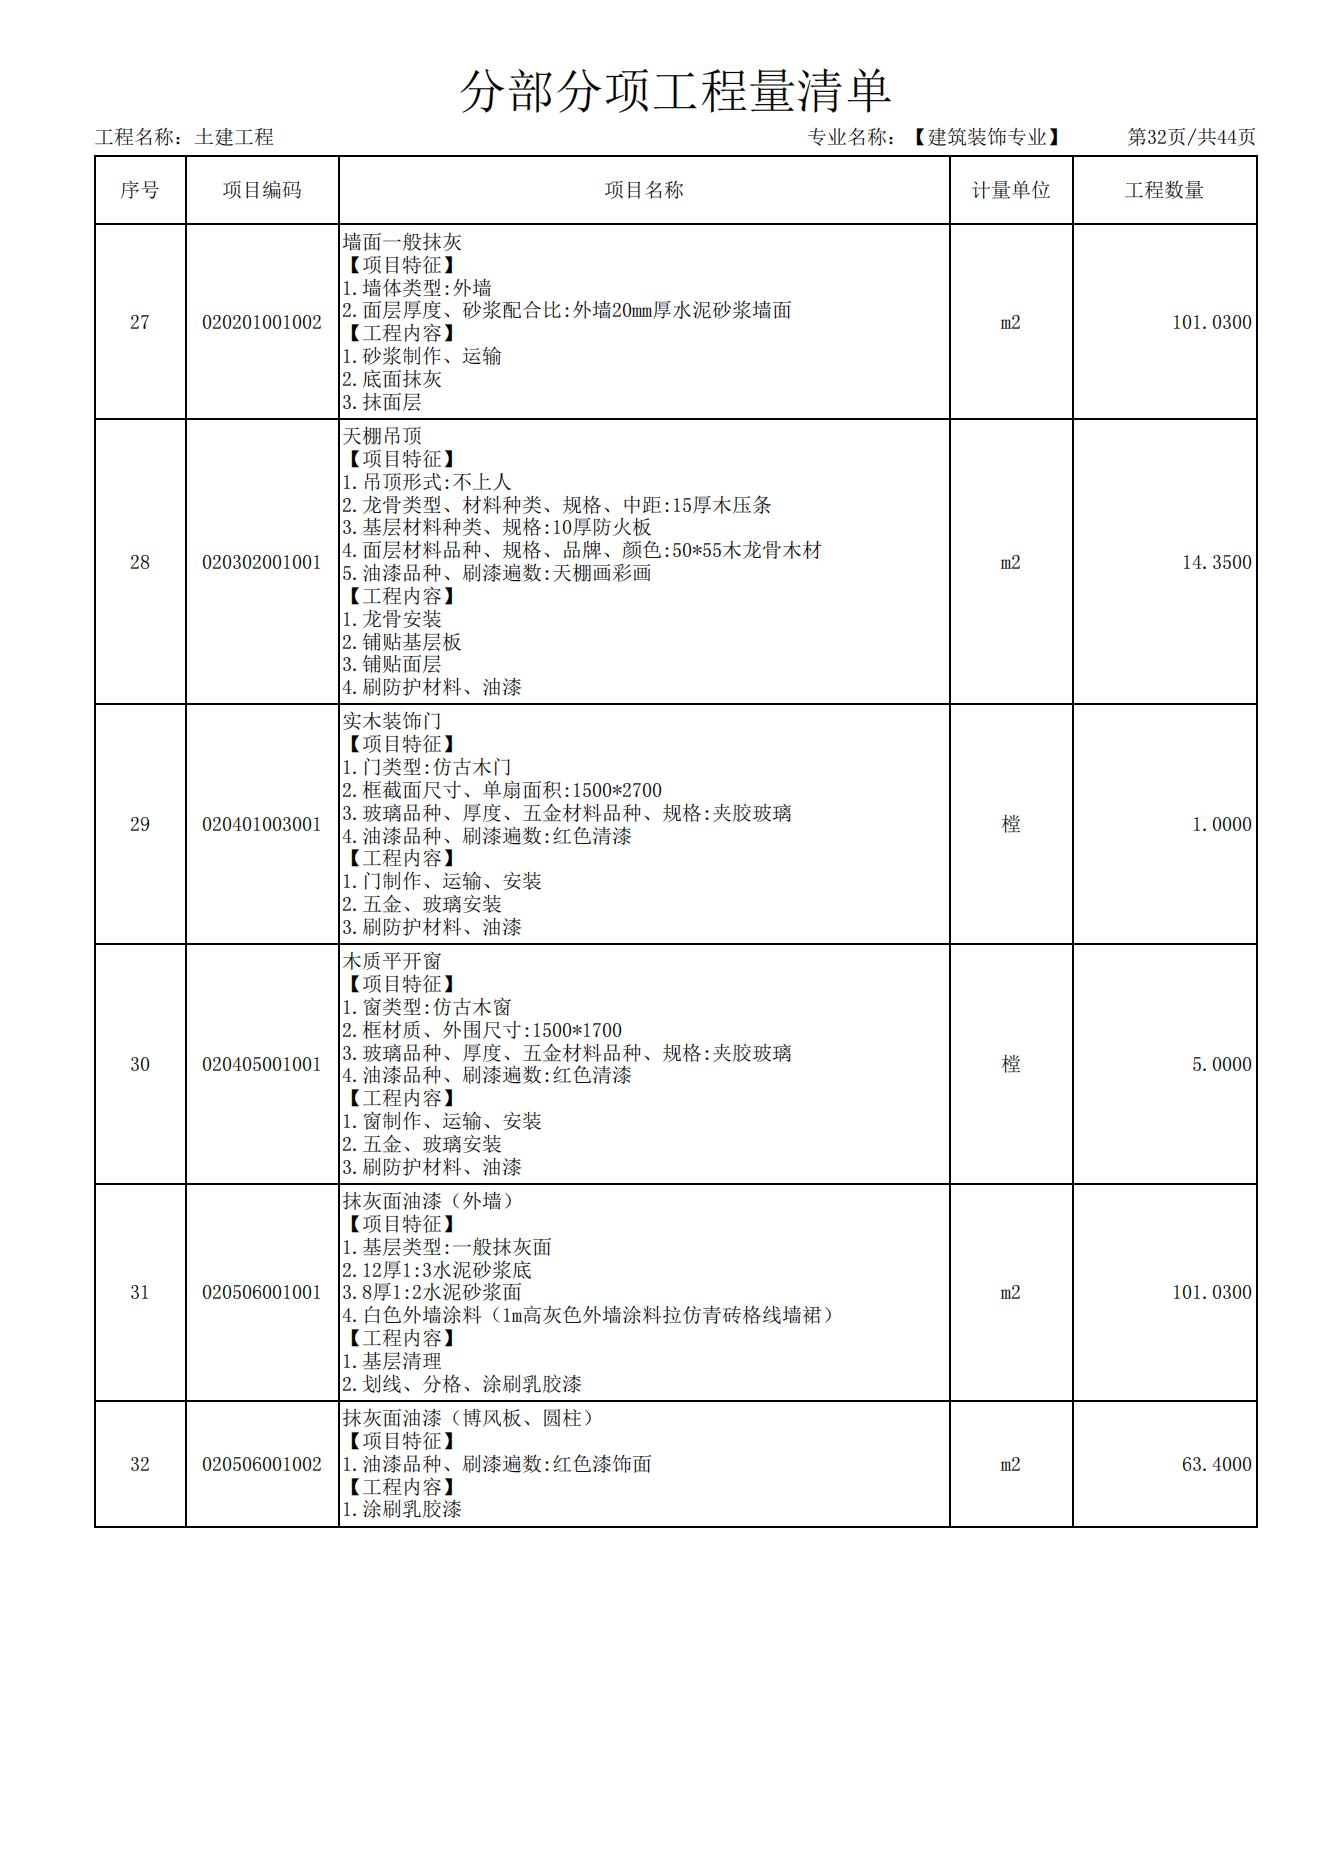 分部分项工程量清单
工程名称：土建工程 专业名称：【建筑装饰专业】 第32页/共44页
序号 项目编码 项目名称 计量单位 工程数量
墙面一般抹灰
【项目特征】
1.墙体类型:外墙
2.面层厚度、砂浆配合比:外墙20mm厚水泥砂浆墙面
27 020201001002 【工程内容】 m2 101.0300
1.砂浆制作、运输
2.底面抹灰
3.抹面层
天棚吊顶
【项目特征】
1.吊顶形式:不上人
2.龙骨类型、材料种类、规格、中距:15厚木压条
3.基层材料种类、规格:10厚防火板
4.面层材料品种、规格、品牌、颜色:50*55木龙骨木材
28 020302001001 5.油漆品种、刷漆遍数:天棚画彩画 m2 14.3500
【工程内容】
1.龙骨安装
2.铺贴基层板
3.铺贴面层
4.刷防护材料、油漆
实木装饰门
【项目特征】
1.门类型:仿古木门
2.框截面尺寸、单扇面积:1500*2700
3.玻璃品种、厚度、五金材料品种、规格:夹胶玻璃
29 020401003001 4.油漆品种、刷漆遍数:红色清漆 樘 1.0000
【工程内容】
1.门制作、运输、安装
2.五金、玻璃安装
3.刷防护材料、油漆
木质平开窗
【项目特征】
1.窗类型:仿古木窗
2.框材质、外围尺寸:1500*1700
3.玻璃品种、厚度、五金材料品种、规格:夹胶玻璃
30 020405001001 4.油漆品种、刷漆遍数:红色清漆 樘 5.0000
【工程内容】
1.窗制作、运输、安装
2.五金、玻璃安装
3.刷防护材料、油漆
抹灰面油漆（外墙）
【项目特征】
1.基层类型:一般抹灰面
2.12厚1:3水泥砂浆底
31 020506001001 3.8厚1:2水泥砂浆面 m2 101.0300
4.白色外墙涂料（1m高灰色外墙涂料拉仿青砖格线墙裙）
【工程内容】
1.基层清理
2.划线、分格、涂刷乳胶漆
抹灰面油漆（博风板、圆柱）
【项目特征】
32 020506001002 1.油漆品种、刷漆遍数:红色漆饰面 m2 63.4000
【工程内容】
1.涂刷乳胶漆